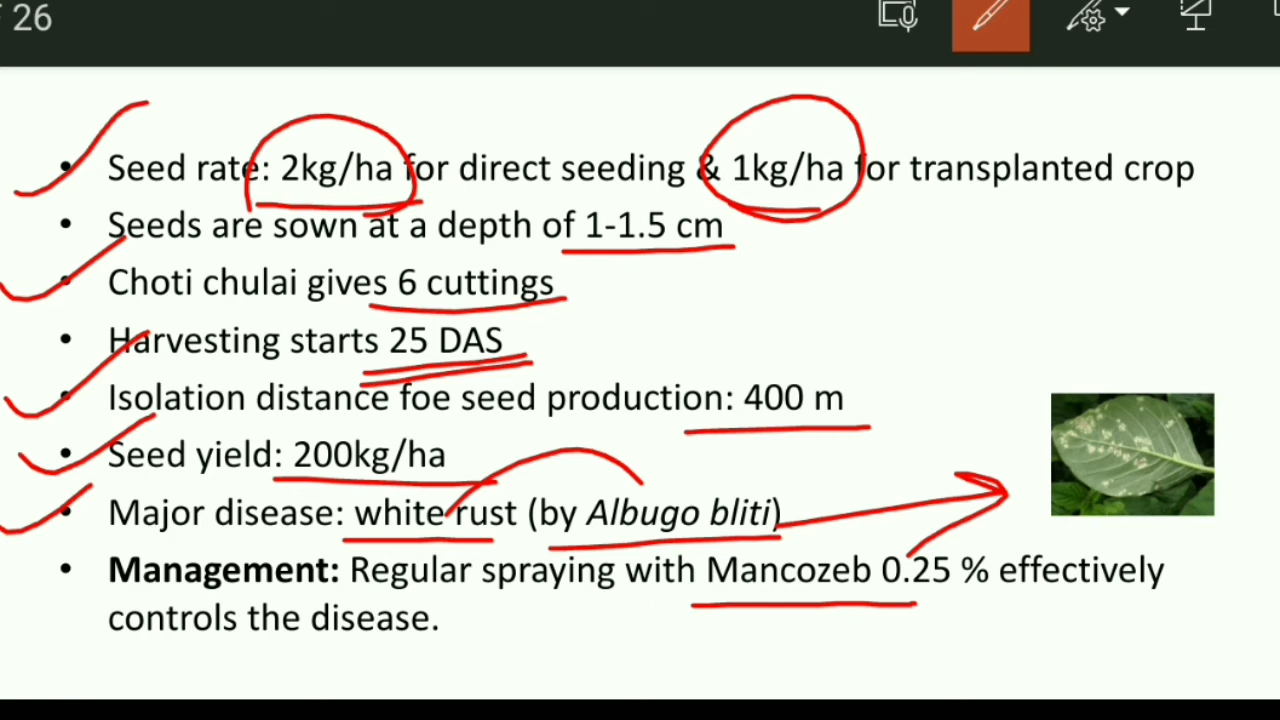 26
• Seed rate: 2kg/ha for direct seeding & 1kg/ha for transplanted crop
• Seeds are sown at a depth of 1-1.5 cm
• Choti chulai gives 6 cuttings
• Harvesting starts 25 DAS
• Isolation distance foe seed production: 400 m
• Seed yield: 200kg/ha
• Major disease: white rust (by Albugo bliti)
• Management: Regular spraying with Mancozeb 0.25 % effectively
controls the disease.